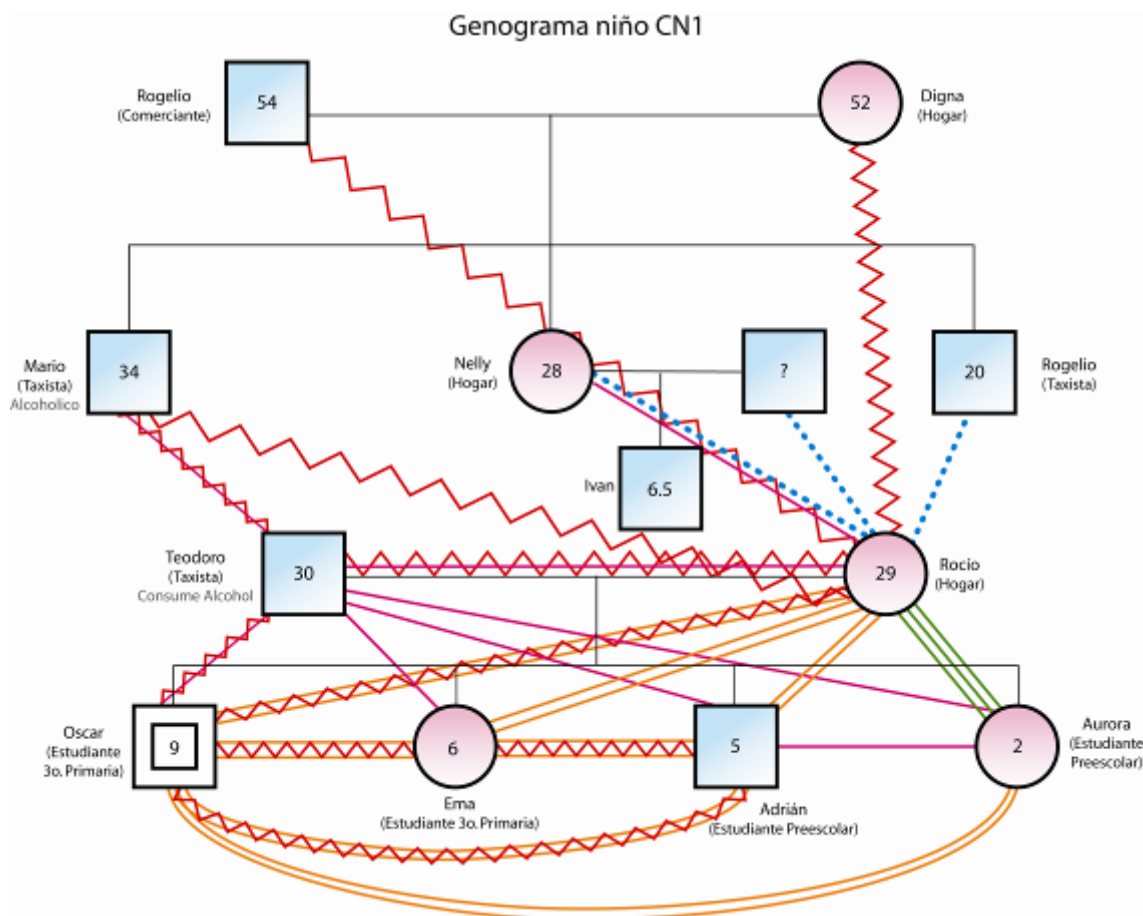 Genograma niño CN1
Rogelio
(Comerciante)
54
52
Digna
(Hogar)
Mario
(Taxista)
Alcoholico
34
Nelly
(Hogar)
28
?
20
Rogelio
(Taxista)
Ivan
6.5
Teodoro
(Taxista)
Consume Alcohol
30
29
Rocio
(Hogar)
Oscar
(Estudiante
3o. Primaria)
9
6
Ema
(Estudiante 3o. Primaria)
5
Adrián
(Estudiante Preescolar)
2
Aurora
(Estudiante
Preescolar)